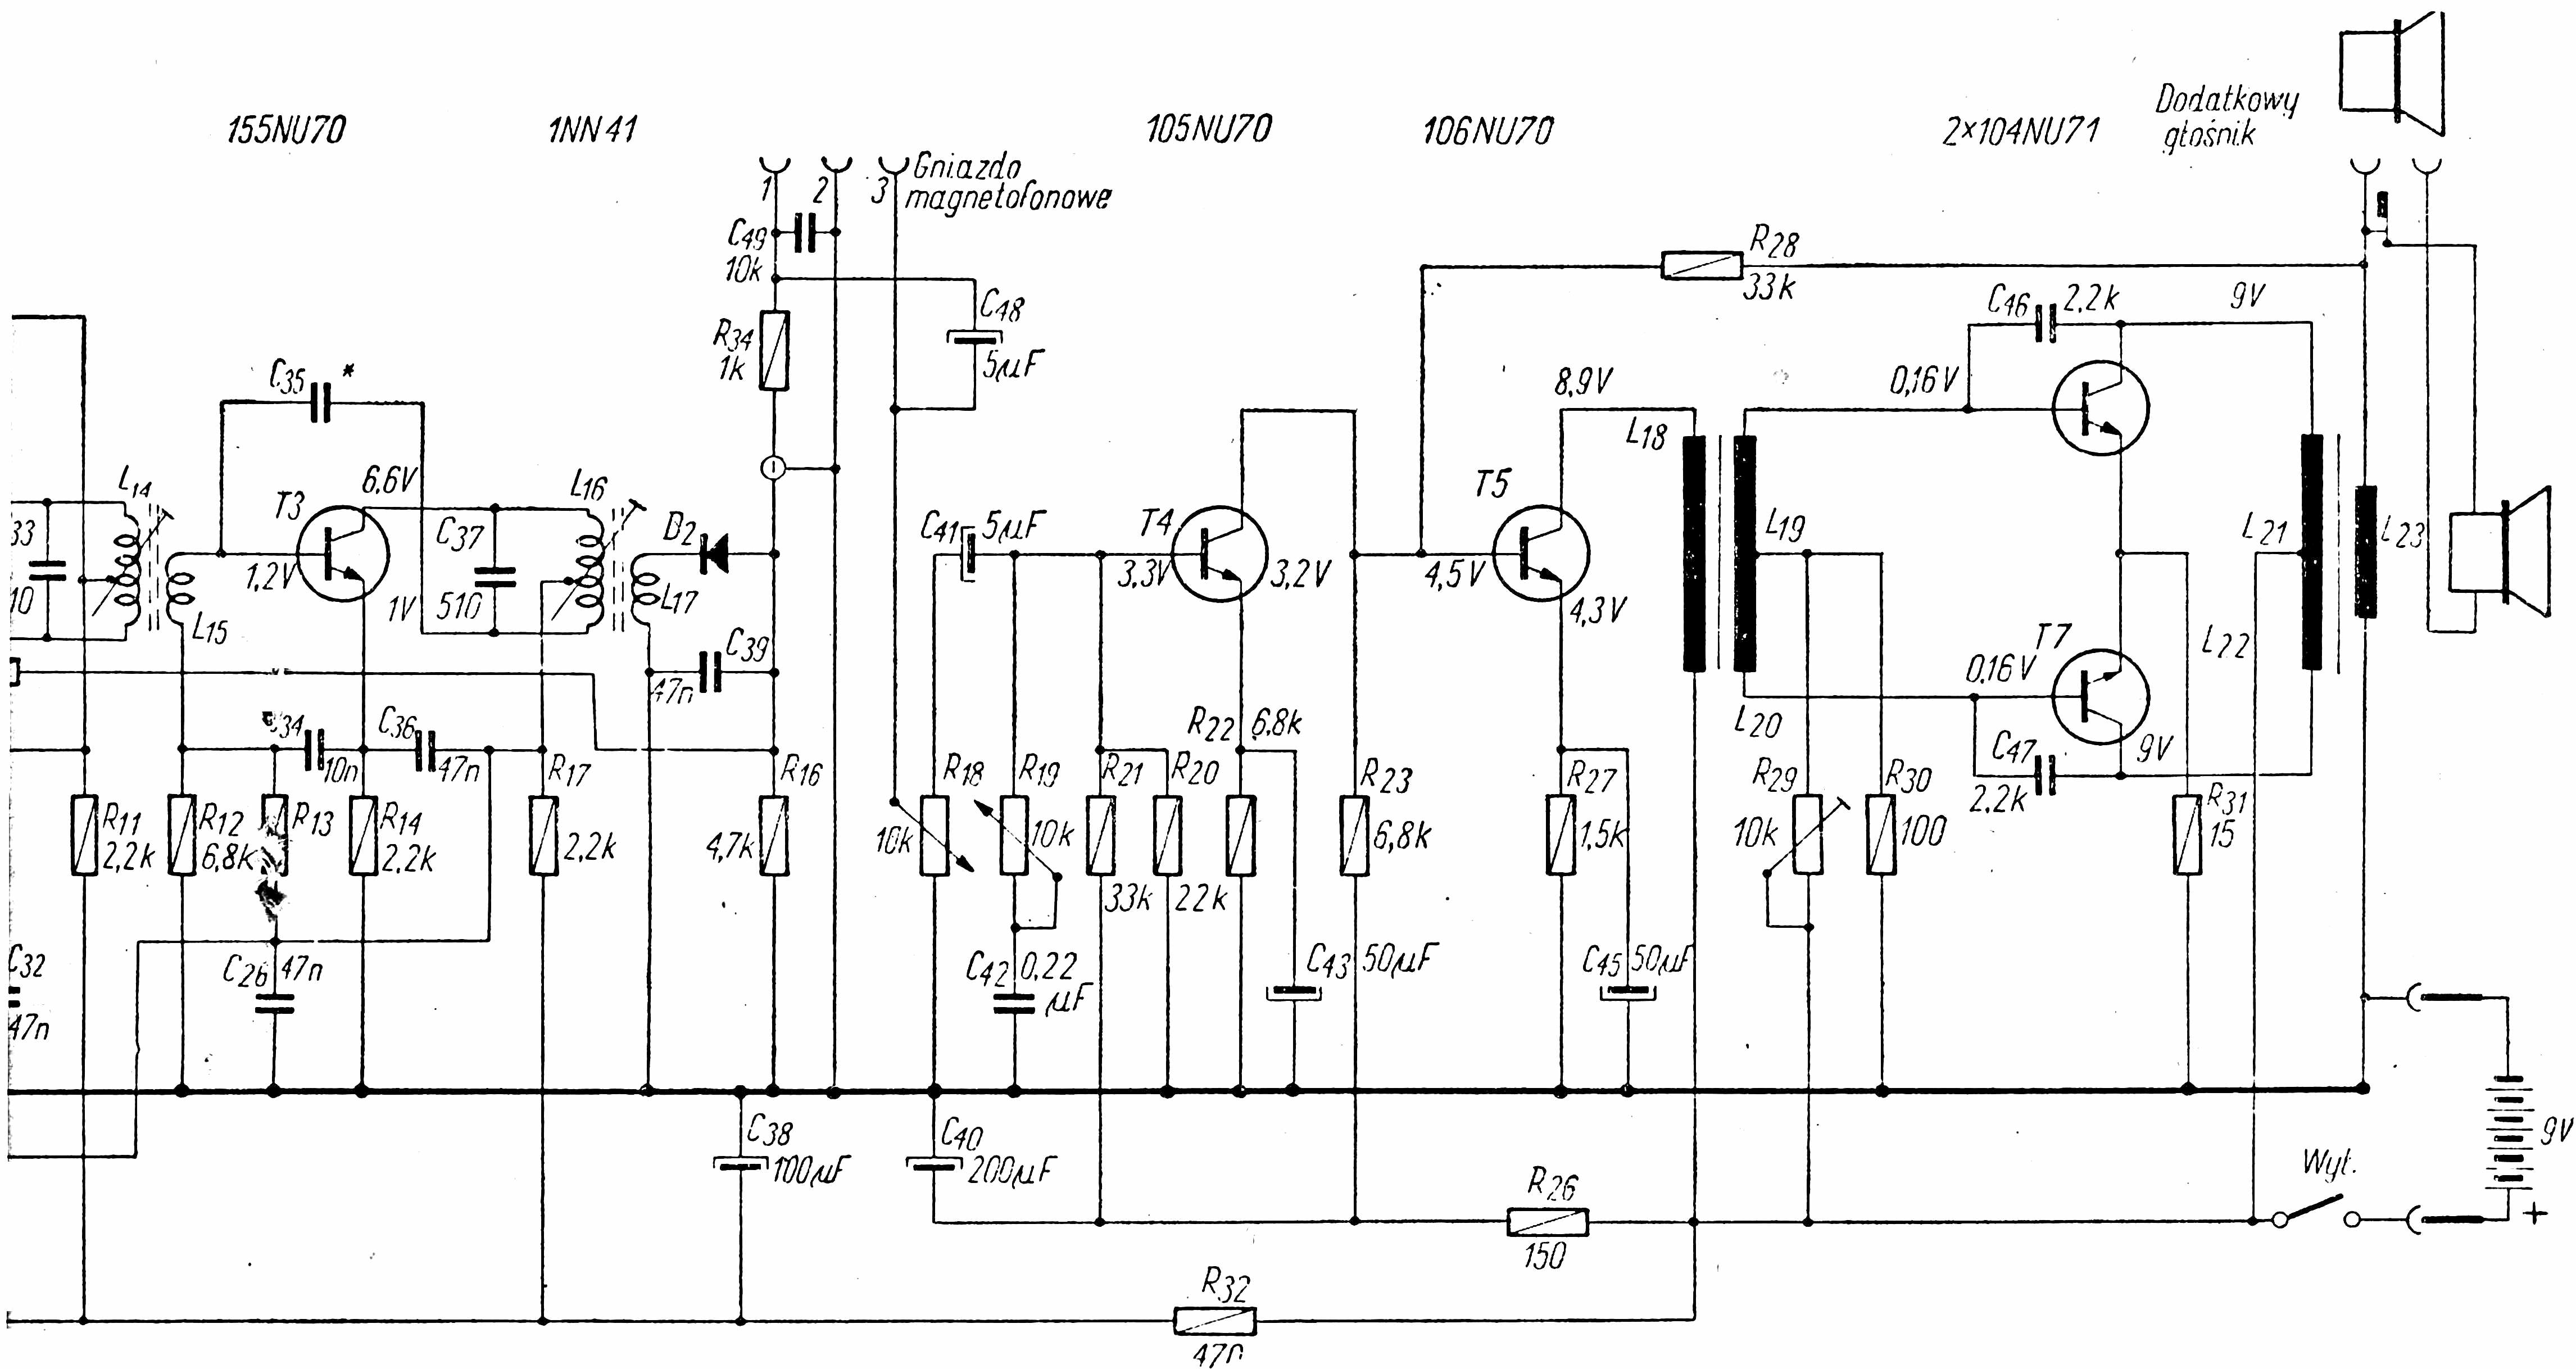 155NU70
1NN41
105NU70
106NU70
2×104NU71
Dodatkowy
głośnik
1
2
3
Gniazdo
magnetofonowe
C49
10k
R34
1k
C48
5μF
R28
33k
C46
2,2k
9V
C35
*
8,9V
0,16V
L14
6,6V
T3
L16
C37
D2
C41
5μF
T4
T5
L18
L19
L21
L23
33
10
1,2V
1V
510
L15
L17
3,3V
3,2V
4,5V
4,3V
C39
47n
0,16V
T7
L22
L20
C34
10n
C36
47n
R22
6,8k
C47
2,2k
9V
R11
2,2k
R12
6,8k
R13
R14
2,2k
R17
2,2k
R16
4,7k
R18
10k
R19
10k
R21
33k
R20
22k
R23
6,8k
R27
1,5k
R29
10k
R30
100
R31
15
C32
47n
C26
47n
C42
0,22
μF
C43
50μF
C45
50μF
C38
100μF
C40
200μF
R26
150
Wył.
9V
+
R32
470